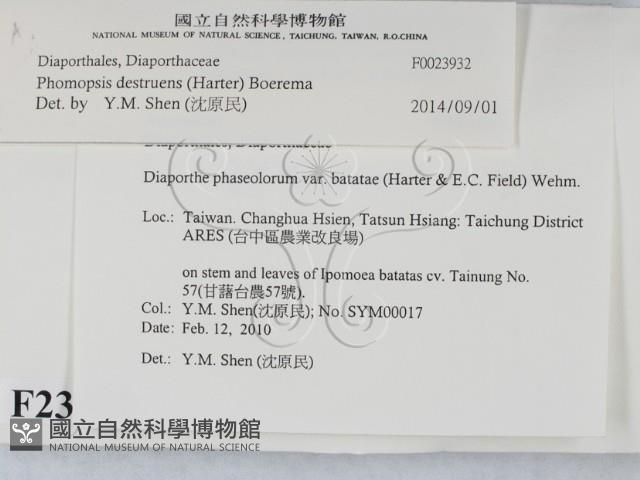 國立自然科學博物館
NATIONAL MUSEUM OF NATURAL SCIENCE, TAICHUNG, TAIWAN, R.O.CHINA
Diaporthales, Diaporthaceae F0023932
Phomopsis destruens (Harter) Boerema
Det. by Y.M. Shen (沈原民) 2014/09/01
Diaporthales, Diaporthaceae
Diaporthe phaseolorum var. batatae (Harter & E.C. Field) Wehm.
Loc.: Taiwan. Changhua Hsien, Tatsun Hsiang: Taichung District
ARES (台中區農業改良場)
on stem and leaves of Ipomoea batatas cv. Tainung No.
57(甘藷台農57號).
Col.: Y.M. Shen(沈原民); No. SYM00017
Date: Feb. 12, 2010
Det.: Y.M. Shen (沈原民)
F23
國立自然科學博物館
NATIONAL MUSEUM OF NATURAL SCIENCE